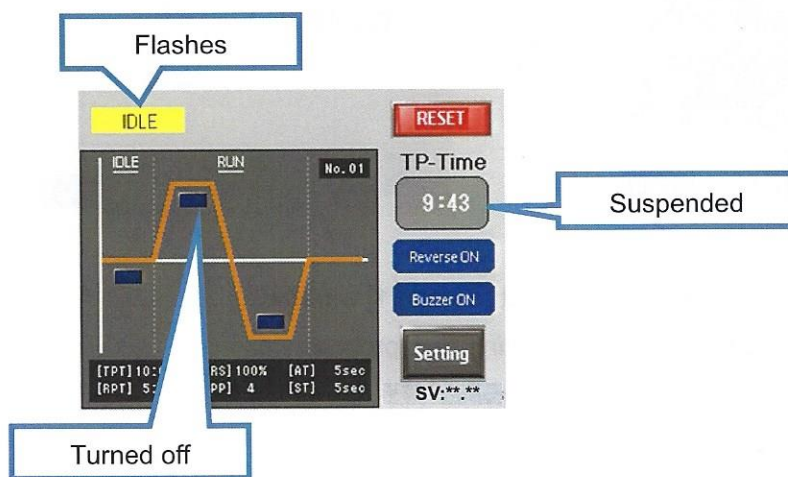 Flashes
IDLE
RESET
IDLE RUN No.01
TP-Time
9:43
Suspended
Reverse ON
Buzzer ON
[TPT] 10: RS] 100% [AT] 5sec
[RPT] 5: PP] 4 [ST] 5sec
Setting
SV:**.**
Turned off